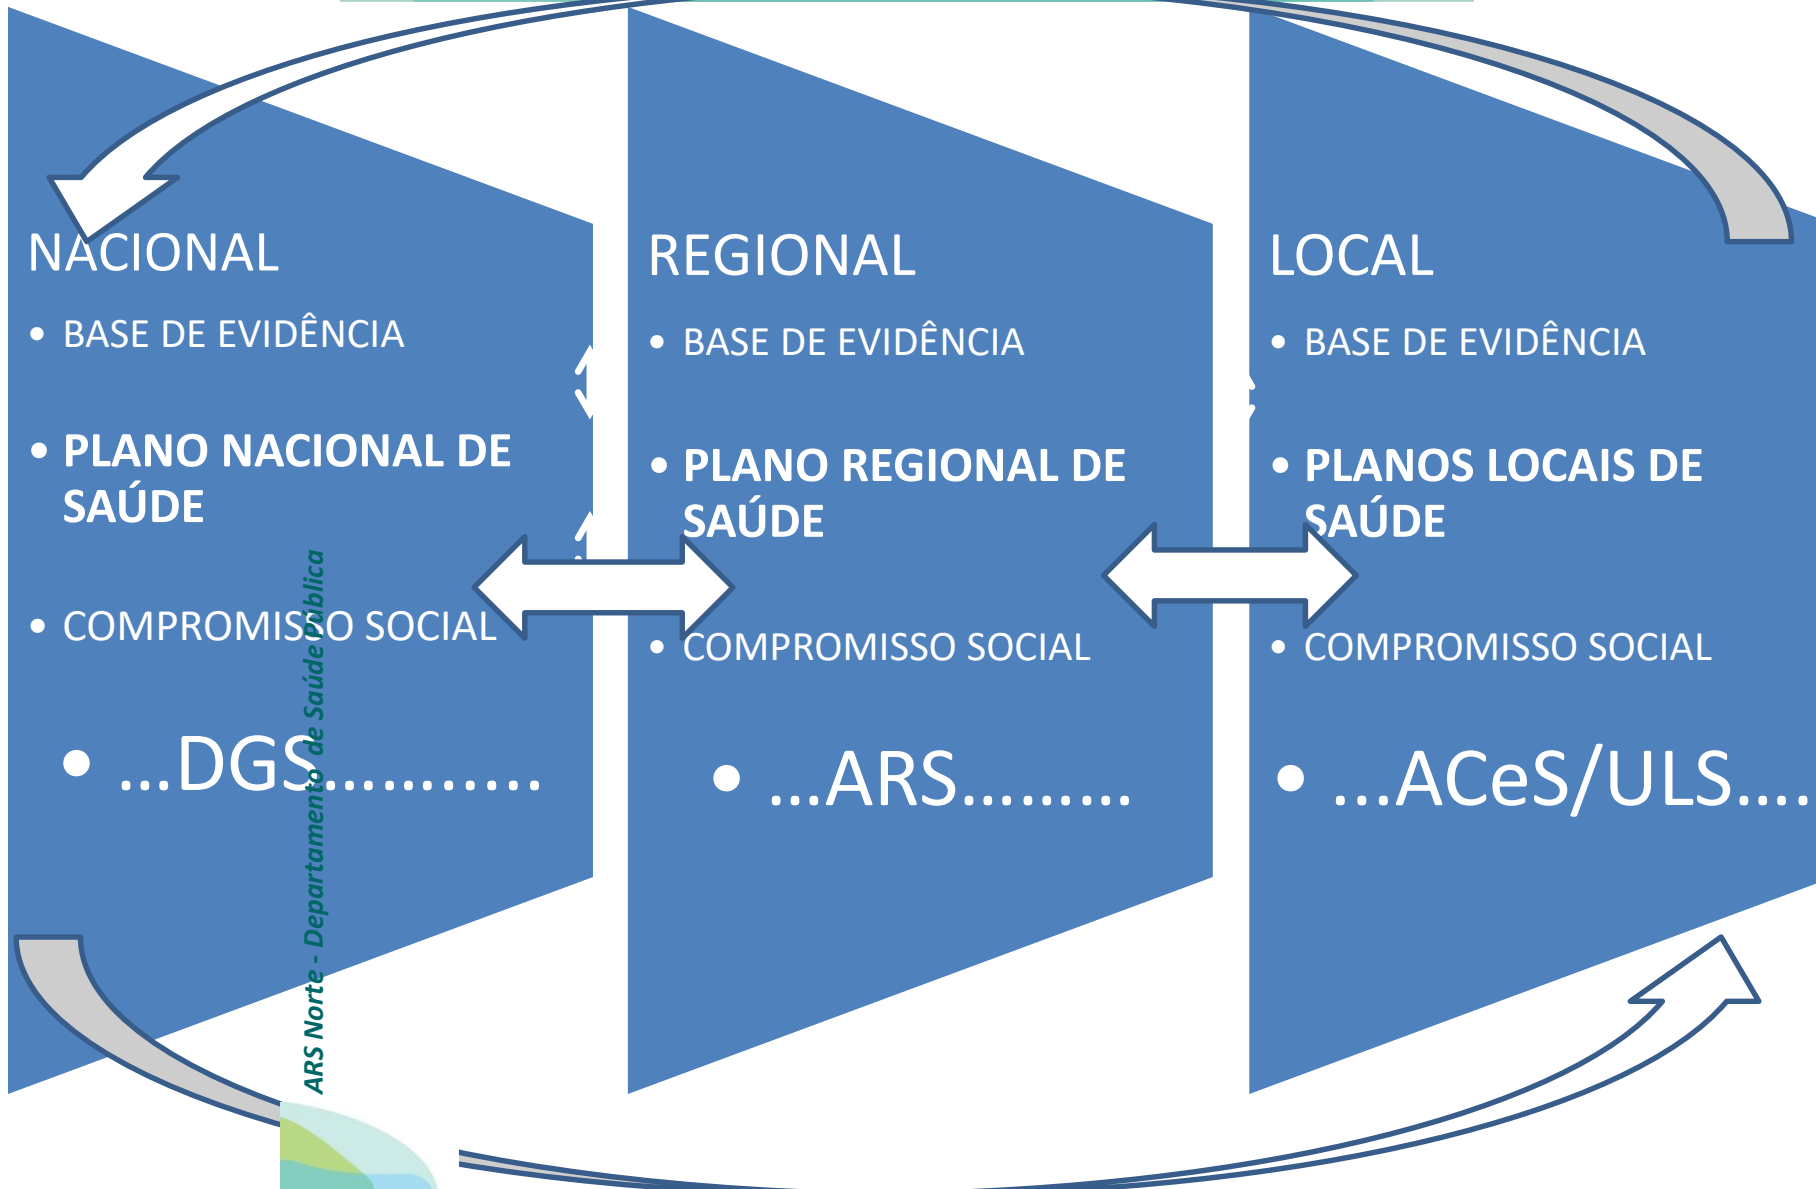 NACIONAL
• BASE DE EVIDÊNCIA
• PLANO NACIONAL DE
SAÚDE
• COMPROMISSO SOCIAL
• ...DGS...........
REGIONAL
• BASE DE EVIDÊNCIA
• PLANO REGIONAL DE
SAÚDE
• COMPROMISSO SOCIAL
• ...ARS.........
LOCAL
• BASE DE EVIDÊNCIA
• PLANOS LOCAIS DE
SAÚDE
• COMPROMISSO SOCIAL
• ...ACeS/ULS....
ARS Norte - Departamento de Saúde Pública